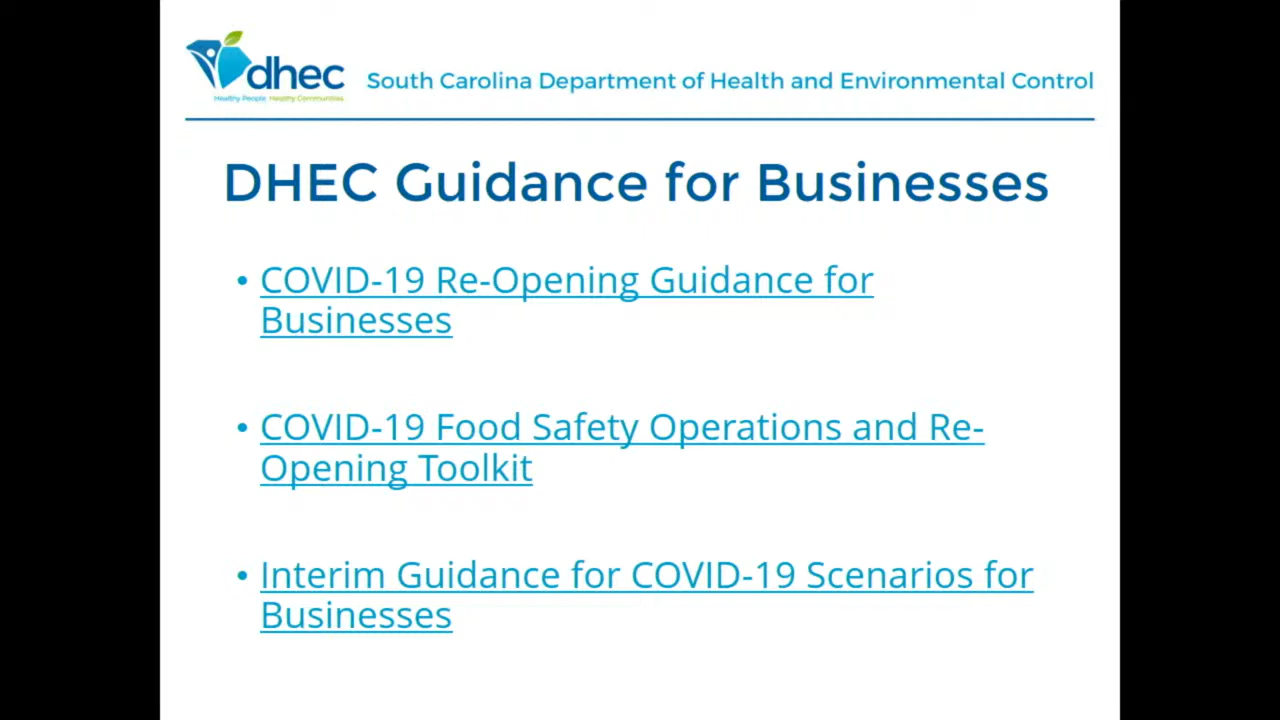 dhec
Healthy People. Healthy Communities.
South Carolina Department of Health and Environmental Control
DHEC Guidance for Businesses
• COVID-19 Re-Opening Guidance for
Businesses
• COVID-19 Food Safety Operations and Re-
Opening Toolkit
• Interim Guidance for COVID-19 Scenarios for
Businesses